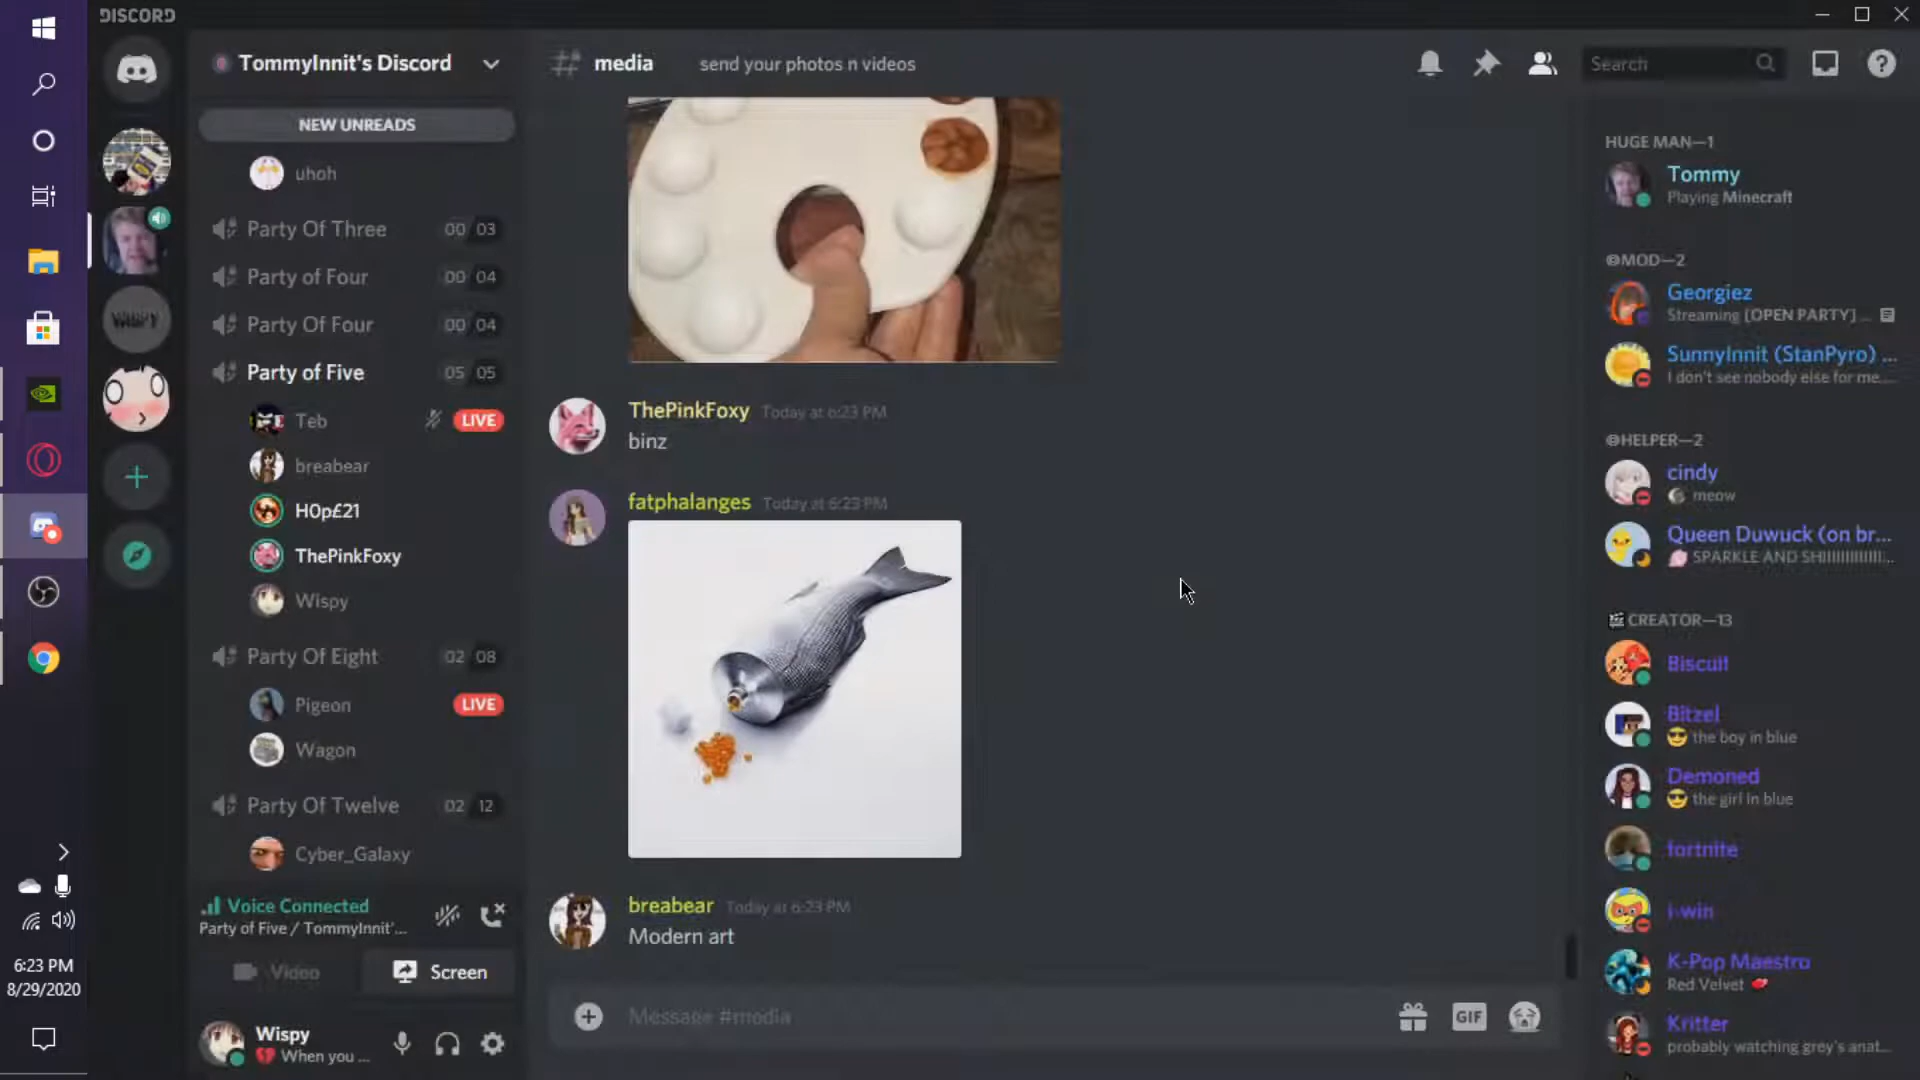 DISCORD
TommyInnit's Discord
NEW UNREADS
uhoh
Party Of Three 00 03
Party of Four 00 04
Party Of Four 00 04
Party of Five 05 05
Teb LIVE
breabear
H0p£21
ThePinkFoxy
Wispy
Party Of Eight 02 08
Pigeon LIVE
Wagon
Party Of Twelve 02 12
Cyber_Galaxy
Voice Connected
Party of Five / TommyInnit'...
Video Screen
Wispy
💔 When you ...
6:23 PM
8/29/2020
# media send your photos n videos
Search
ThePinkFoxy Today at 6:23 PM
binz
fatphalanges Today at 6:23 PM
breabear Today at 6:23 PM
Modern art
Message #media
GIF
HUGE MAN—1
Tommy
Playing Minecraft
@MOD—2
Georgiez
Streaming [OPEN PARTY] ...
SunnyInnit (StanPyro) ...
I don't see nobody else for me...
@HELPER—2
cindy
meow
Queen Duwuck (on br...
SPARKLE AND SHIIIIIIIIIIIII...
🎬CREATOR—13
Biscuit
Bitzel
😎 the boy in blue
Demoned
😎 the girl in blue
fortnite
i-win
K-Pop Maestro
Red Velvet
Kritter
probably watching grey's anat...